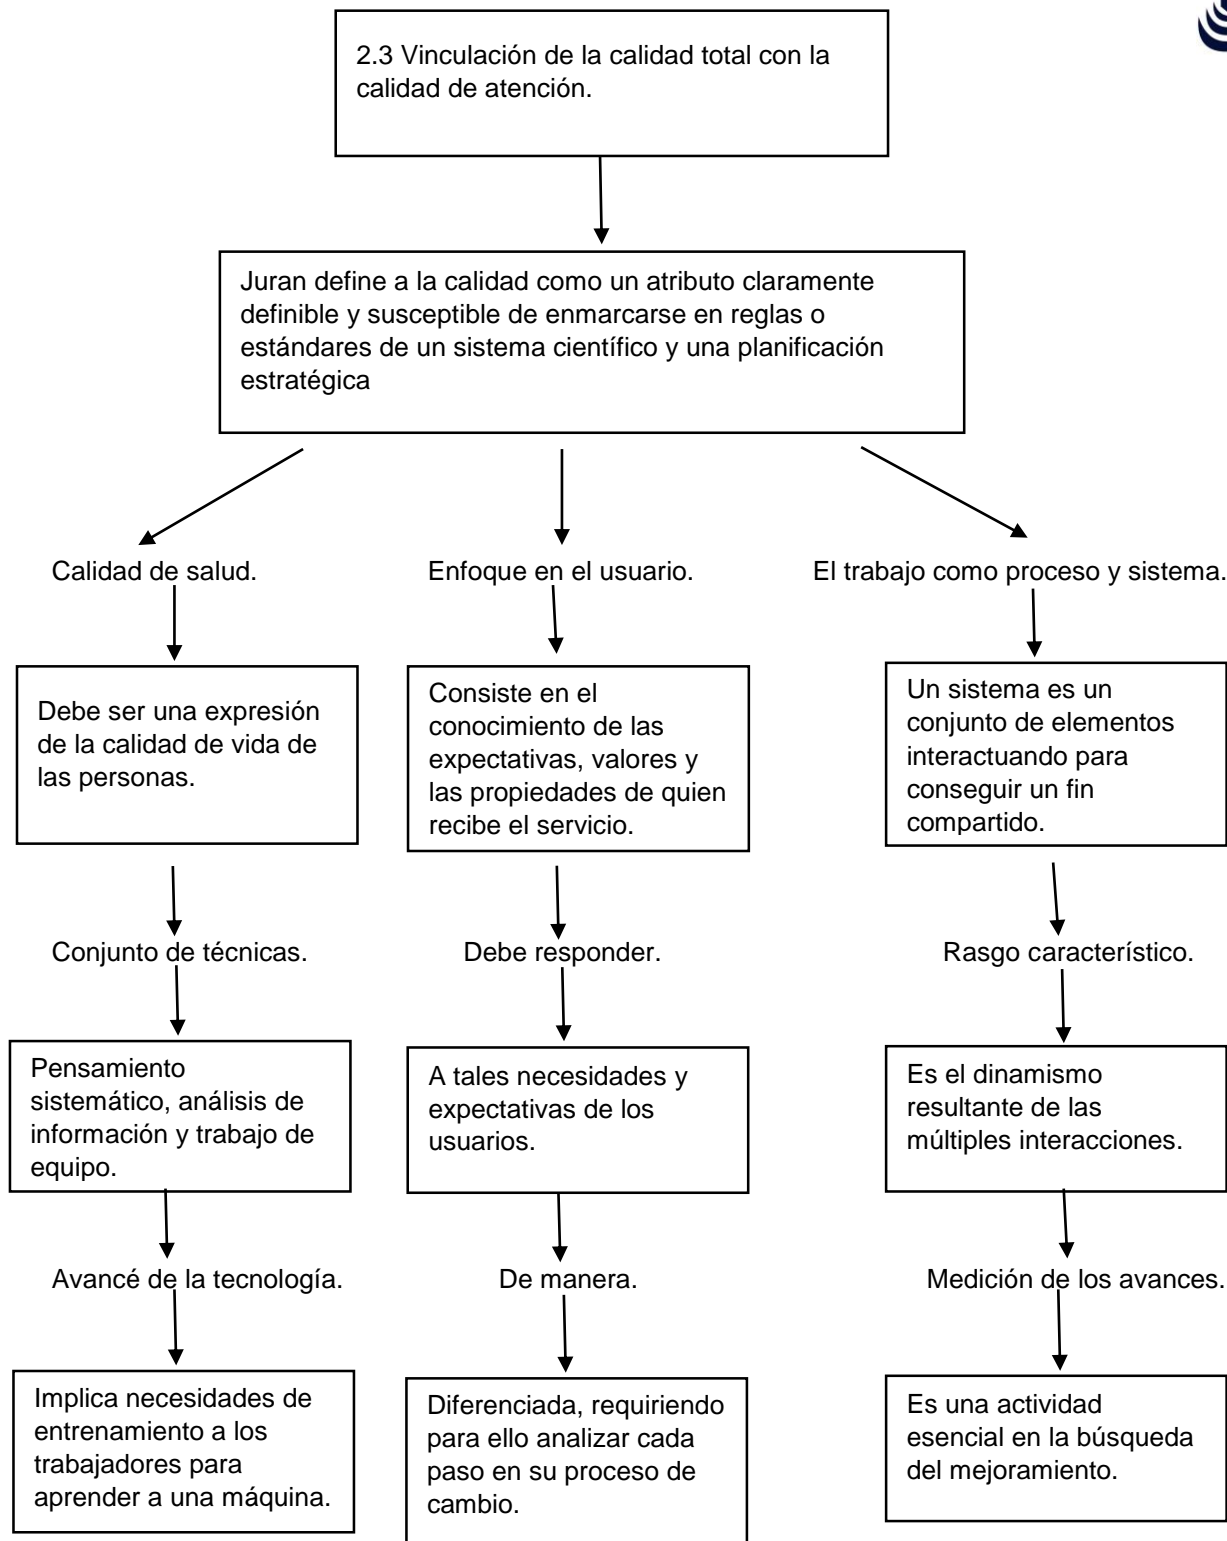 2.3 Vinculación de la calidad total con la
calidad de atención.
Juran define a la calidad como un atributo claramente
definible y susceptible de enmarcarse en reglas o
estándares de un sistema científico y una planificación
estratégica
Calidad de salud.
Enfoque en el usuario.
El trabajo como proceso y sistema.
Debe ser una expresión
de la calidad de vida de
las personas.
Consiste en el
conocimiento de las
expectativas, valores y
las propiedades de quien
recibe el servicio.
Un sistema es un
conjunto de elementos
interactuando para
conseguir un fin
compartido.
Conjunto de técnicas.
Debe responder.
Rasgo característico.
Pensamiento
sistemático, análisis de
información y trabajo de
equipo.
A tales necesidades y
expectativas de los
usuarios.
Es el dinamismo
resultante de las
múltiples interacciones.
Avancé de la tecnología.
De manera.
Medición de los avances.
Implica necesidades de
entrenamiento a los
trabajadores para
aprender a una máquina.
Diferenciada, requiriendo
para ello analizar cada
paso en su proceso de
cambio.
Es una actividad
esencial en la búsqueda
del mejoramiento.